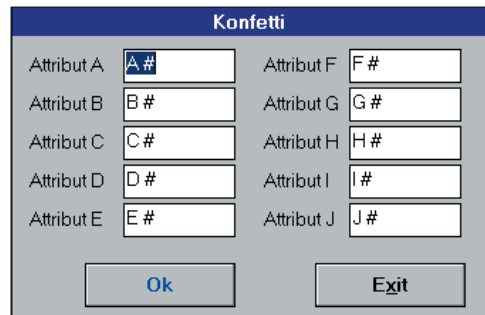 Konfetti
Attribut A A# Attribut F F#
Attribut B B# Attribut G G#
Attribut C C# Attribut H H#
Attribut D D# Attribut I I#
Attribut E E# Attribut J J#
Ok Exit